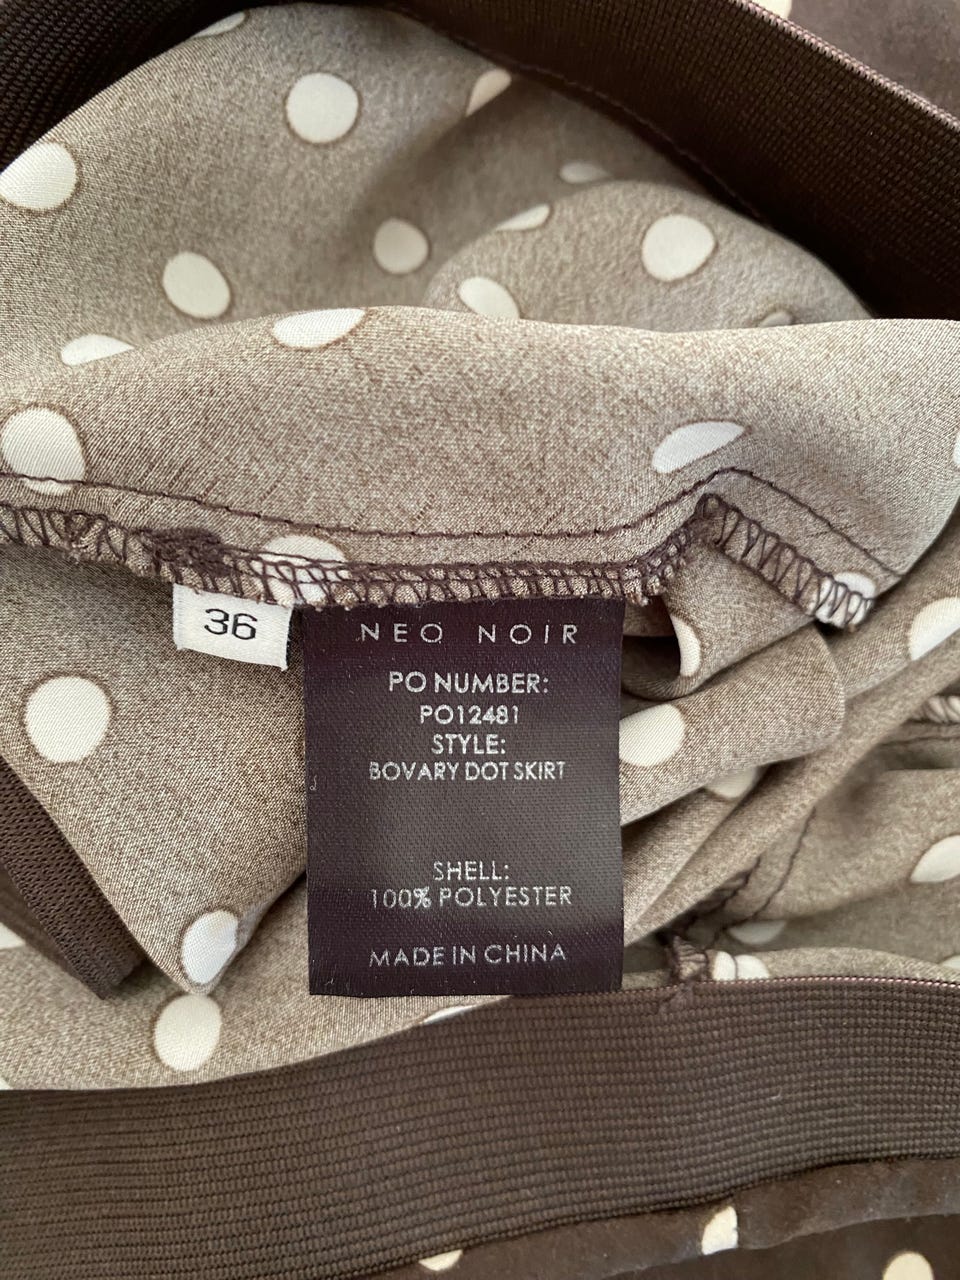 36
NEO NOIR
PO NUMBER:
PO12481
STYLE:
BOVARY DOT SKIRT
SHELL:
100% POLYESTER
MADE IN CHINA